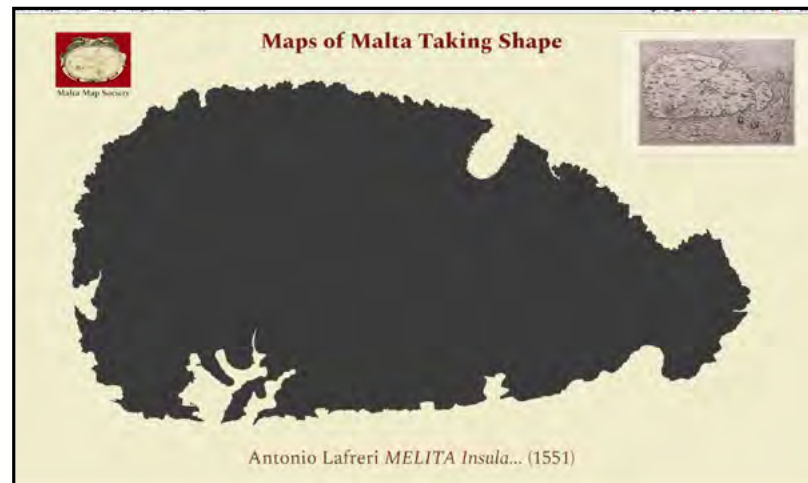 Maps of Malta Taking Shape
Malta Map Society
Antonio Lafreri MELITA Insula... (1551)